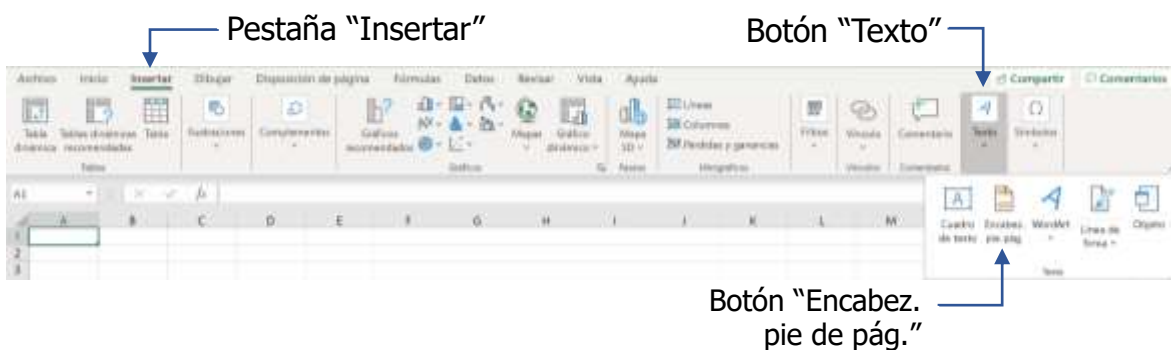 Pestaña “Insertar”
Botón “Texto”
Archivo Inicio Insertar Dibujar Disposición de página Fórmulas Datos Revisar Vista Ayuda Compartir Comentarios
Tabla dinámica
Tablas dinámicas recomendadas
Tabla
Ilustraciones
Complementos
Gráficos recomendados
Mapas
Gráfico dinámico
Mapa 3D
Líneas
Columnas
Pérdidas y ganancias
Filtros
Vínculo
Comentario
Texto
Símbolos
Tablas Gráficos Paseos Minigráficos Vínculos Comentarios
A1 fx
A B C D E F G H I J K L M
1
2
3
Cuadro de texto
Encabez. pie pág.
WordArt
Línea de firma
Objeto
Texto
Botón “Encabez.
pie de pág.”